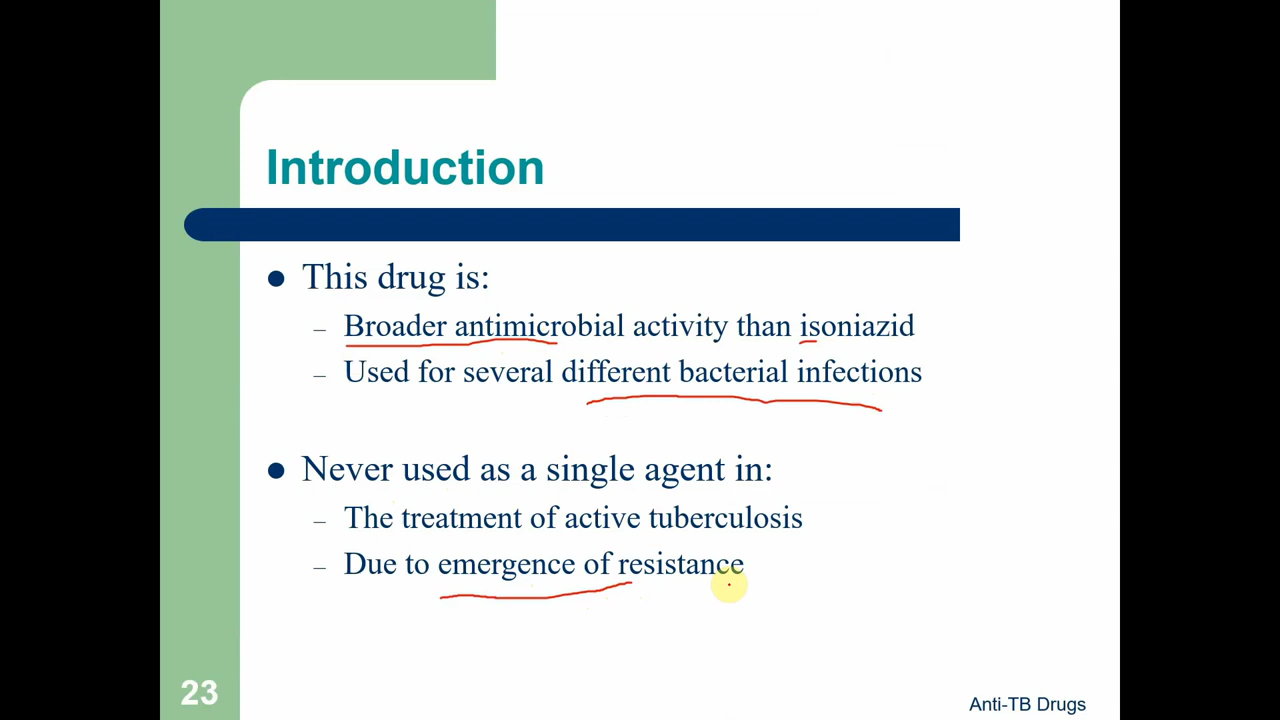 Introduction
● This drug is:
– Broader antimicrobial activity than isoniazid
– Used for several different bacterial infections
● Never used as a single agent in:
– The treatment of active tuberculosis
– Due to emergence of resistance
23
Anti-TB Drugs